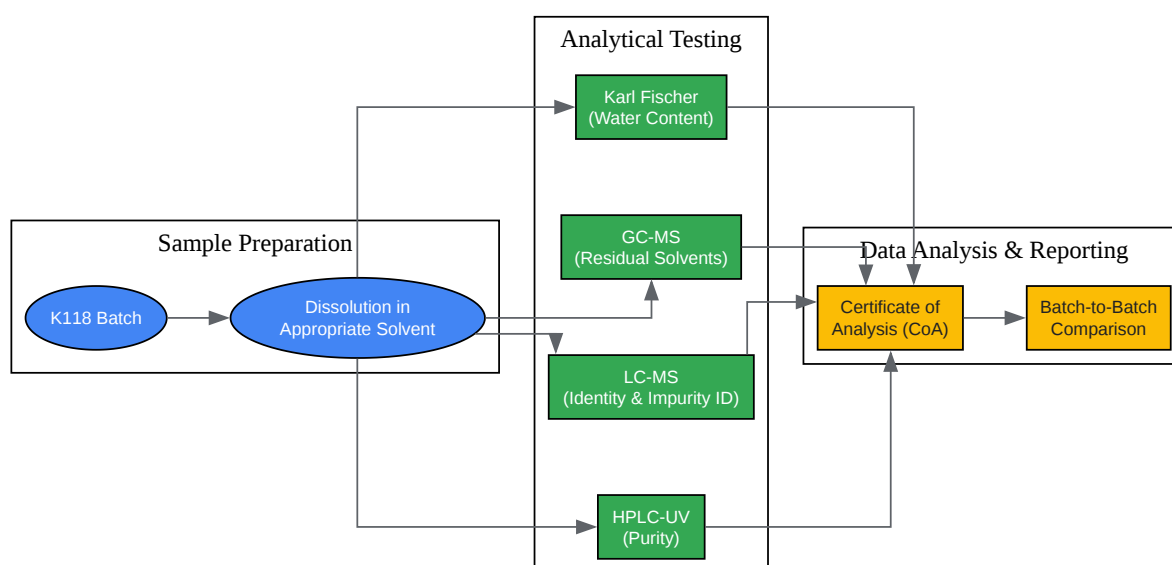 Analytical Testing
Karl Fischer
(Water Content)
GC-MS
(Residual Solvents)
Sample Preparation
Data Analysis & Reporting
K118 Batch
Dissolution in
Appropriate Solvent
Certificate of
Analysis (CoA)
Batch-to-Batch
Comparison
LC-MS
(Identity & Impurity ID)
HPLC-UV
(Purity)